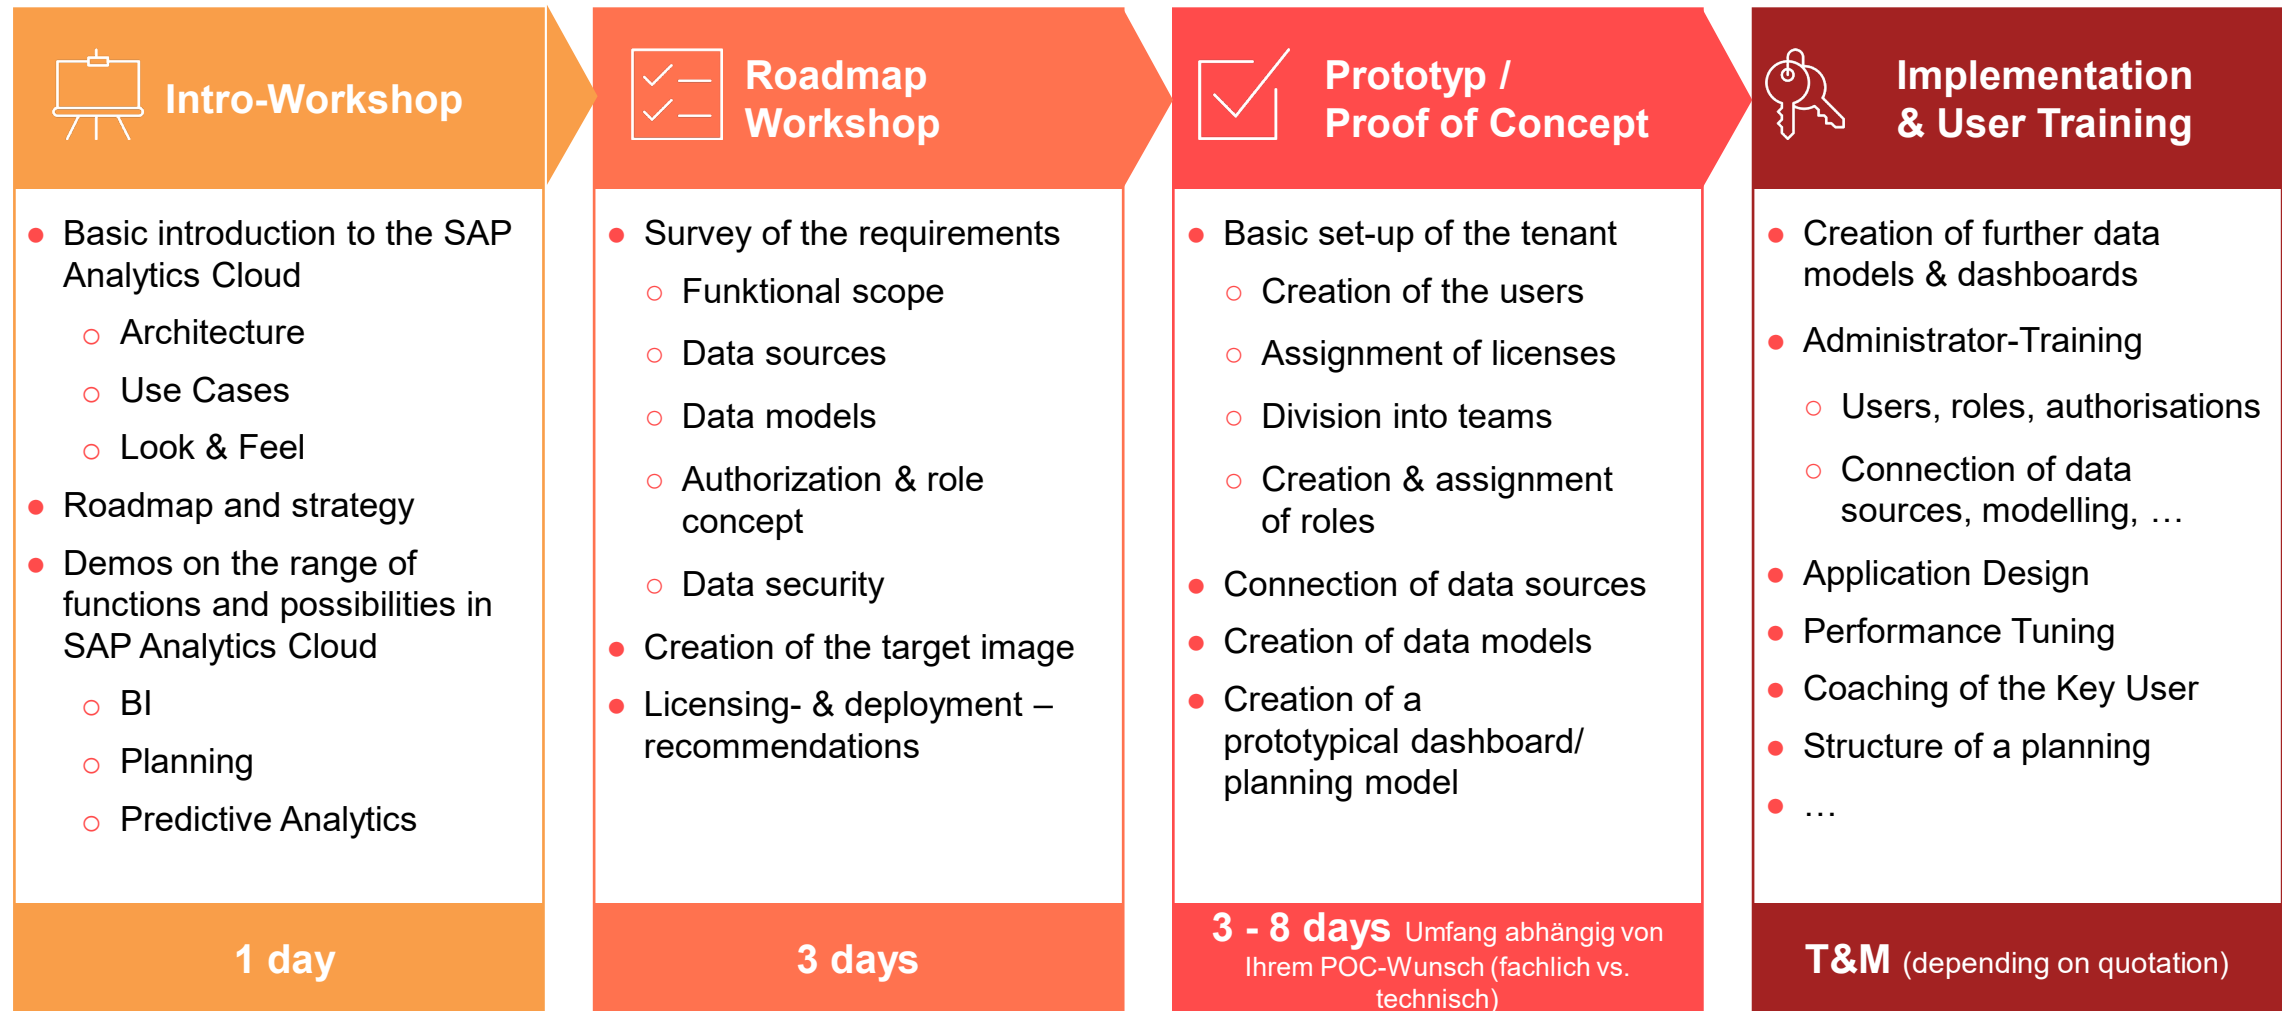 Intro-Workshop
Basic introduction to the SAP
Analytics Cloud
Architecture
Use Cases
Look & Feel
Roadmap and strategy
Demos on the range of
functions and possibilities in
SAP Analytics Cloud
BI
Planning
Predictive Analytics
1 day
Roadmap
Workshop
Survey of the requirements
Funktional scope
Data sources
Data models
Authorization & role
concept
Data security
Creation of the target image
Licensing- & deployment –
recommendations
3 days
Prototyp /
Proof of Concept
Basic set-up of the tenant
Creation of the users
Assignment of licenses
Division into teams
Creation & assignment
of roles
Connection of data sources
Creation of data models
Creation of a
prototypical dashboard/
planning model
3 - 8 days Umfang abhängig von
Ihrem POC-Wunsch (fachlich vs.
technisch)
Implementation
& User Training
Creation of further data
models & dashboards
Administrator-Training
Users, roles, authorisations
Connection of data
sources, modelling, …
Application Design
Performance Tuning
Coaching of the Key User
Structure of a planning
…
T&M (depending on quotation)